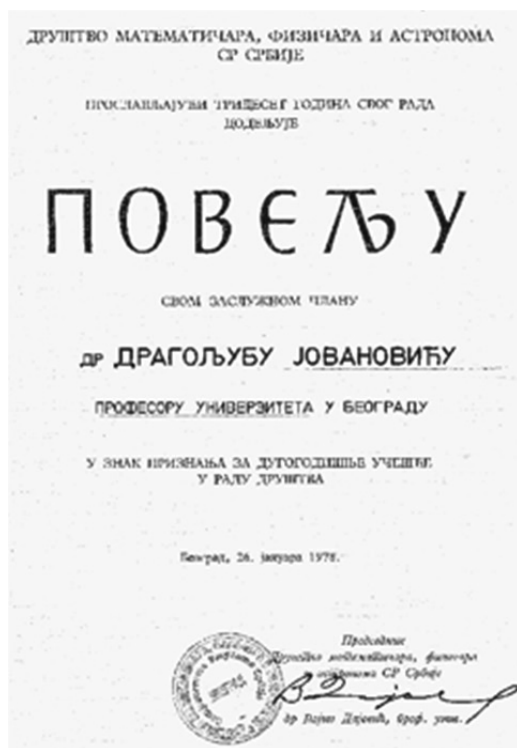 ДРУШТВО МАТЕМАТИЧАРА, ФИЗИЧАРА И АСТРОНОМА
СР СРБИЈЕ
ПРОСЛАВЉАЈУЋИ ТРИДЕСЕТ ГОДИНА СВОГ РАДА
ДОДЕЉУЈЕ
ПОВЕЉУ
СВОМ ЗАСЛУЖНОМ ЧЛАНУ
ДР ДРАГОЉУБУ ЈОВАНОВИЋУ
ПРОФЕСОРУ УНИВЕРЗИТЕТА У БЕОГРАДУ
У ЗНАК ПРИЗНАЊА ЗА ДУГОГОДИШЊЕ УЧЕШЋЕ
У РАДУ ДРУШТВА
Београд, 26. јануара 1978.
Председник
Друштва математичара, физичара
и астронома СР Србије
др проф. унив.